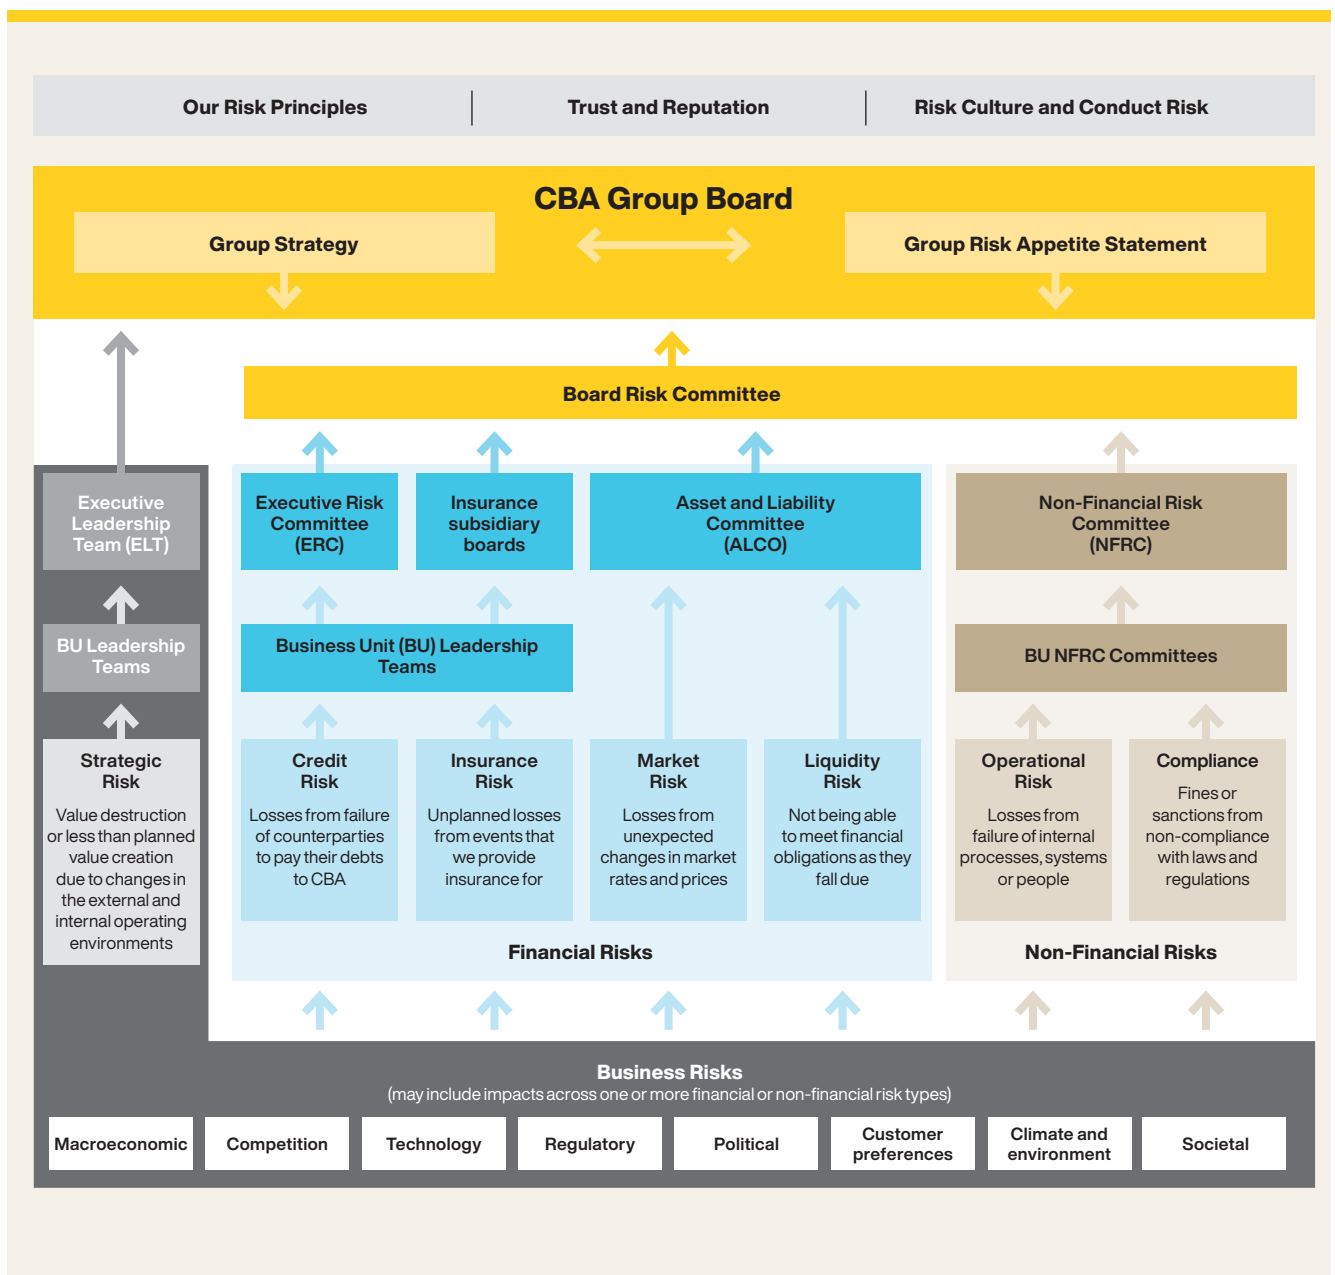 Our Risk Principles
Trust and Reputation
Risk Culture and Conduct Risk
CBA Group Board
Group Strategy
Group Risk Appetite Statement
Board Risk Committee
Executive
Leadership
Team (ELT)
Executive Risk
Committee
(ERC)
Insurance
subsidiary
boards
Asset and Liability
Committee
(ALCO)
Non-Financial Risk
Committee
(NFRC)
BU Leadership
Teams
Business Unit (BU) Leadership
Teams
BU NFRC Committees
Strategic
Risk
Value destruction
or less than planned
value creation
due to changes in
the external and
internal operating
environments
Credit
Risk
Losses from failure
of counterparties
to pay their debts
to CBA
Insurance
Risk
Unplanned losses
from events that
we provide
insurance for
Market
Risk
Losses from
unexpected
changes in market
rates and prices
Liquidity
Risk
Not being able
to meet financial
obligations as they
fall due
Operational
Risk
Losses from
failure of internal
processes, systems
or people
Compliance
Fines or
sanctions from
non-compliance
with laws and
regulations
Financial Risks
Non-Financial Risks
Business Risks
(may include impacts across one or more financial or non-financial risk types)
Macroeconomic
Competition
Technology
Regulatory
Political
Customer
preferences
Climate and
environment
Societal